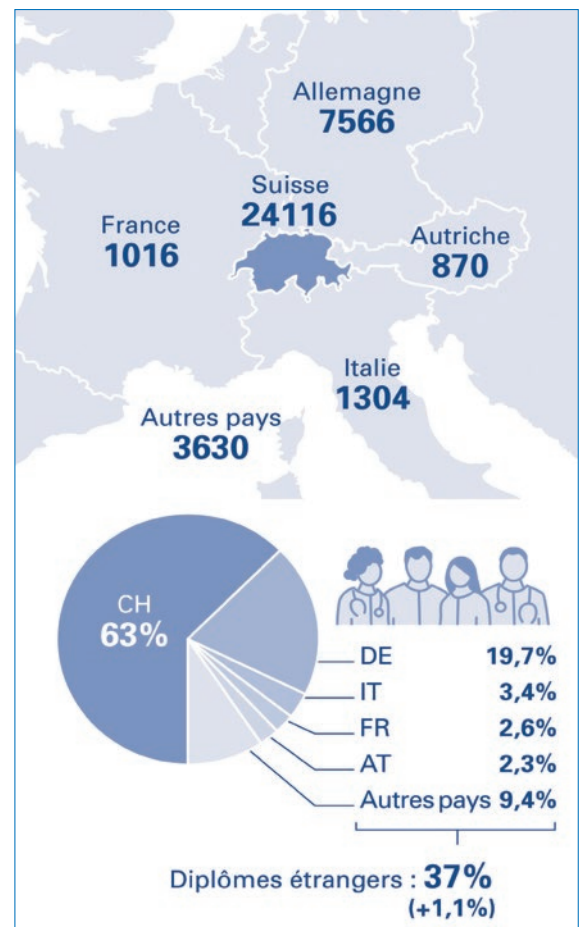 Allemagne
7566
Suisse
24116
France
1016
Autriche
870
Italie
1304
Autres pays
3630
CH
63%
DE 19,7%
IT 3,4%
FR 2,6%
AT 2,3%
Autres pays 9,4%
Diplômes étrangers : 37%
(+1,1%)